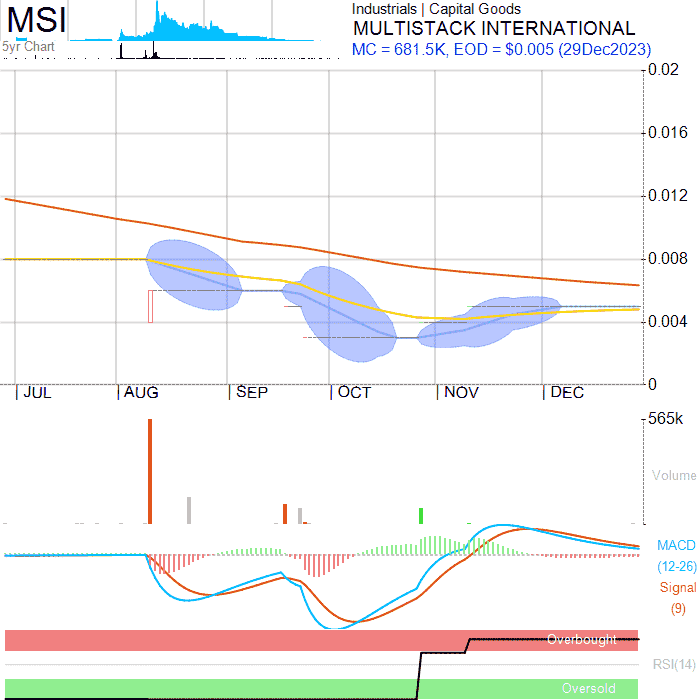 MSI
5yr Chart
Industrials | Capital Goods
MULTISTACK INTERNATIONAL
MC = 681.5K, EOD = $0.005 (29Dec2023)
0.02
0.016
0.012
0.008
0.004
0
| JUL | AUG | SEP | OCT | NOV | DEC
565k
Volume
MACD
(12-26)
Signal
(9)
Overbought
RSI(14)
Oversold